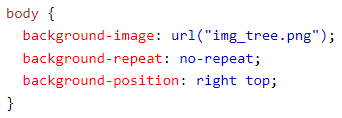 body {
  background-image: url("img_tree.png");
  background-repeat: no-repeat;
  background-position: right top;
}